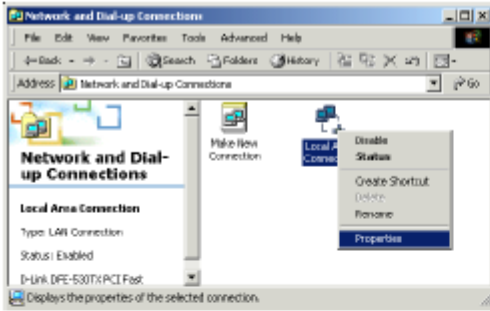 Network and Dial-up Connections
File Edit View Favorites Tools Advanced Help
Back Search Folders History
Address Network and Dial-up Connections Go
Network and Dial-
up Connections
Local Area Connection
Type: LAN Connection
Status: Enabled
D-Link DFE-530TX PCI Fast
Make New
Connection
Local A
Connec
Disable
Status
Create Shortcut
Delete
Rename
Properties
Displays the properties of the selected connection.